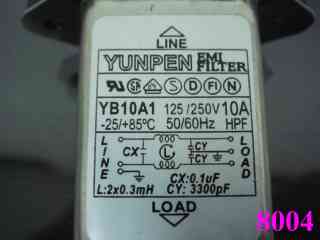 LINE
YUNPEN EMI FILTER
YB10A1 125/250V 10A
-25/+85ºC 50/60Hz HPF
LINE
CX
L
CY
CY
LOAD
CX:0.1uF
L:2x0.3mH CY: 3300pF
LOAD
8004